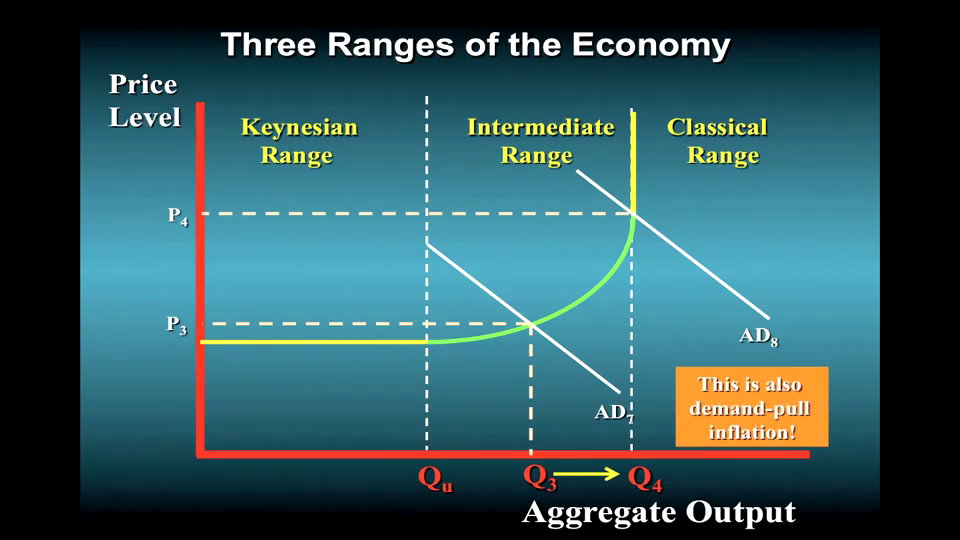 Three Ranges of the Economy
Price
Level
Keynesian
Range
Intermediate
Range
Classical
Range
P4
P3
AD8
AD7
This is also
demand-pull
inflation!
Qu
Q3
Q4
Aggregate Output